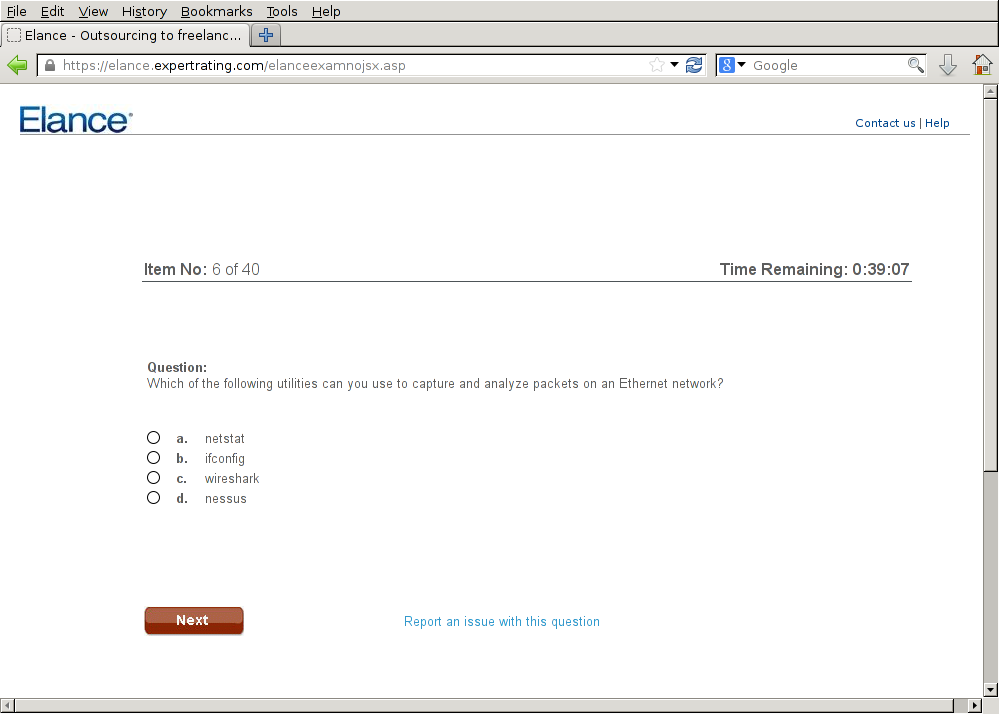 File Edit View History Bookmarks Tools Help
Elance - Outsourcing to freelanc...
https://elance.expertrating.com/elanceexamnojsx.asp
8 Google
Elance
Contact us | Help
Item No: 6 of 40 Time Remaining: 0:39:07
Question:
Which of the following utilities can you use to capture and analyze packets on an Ethernet network?
a. netstat
b. ifconfig
c. wireshark
d. nessus
Next Report an issue with this question